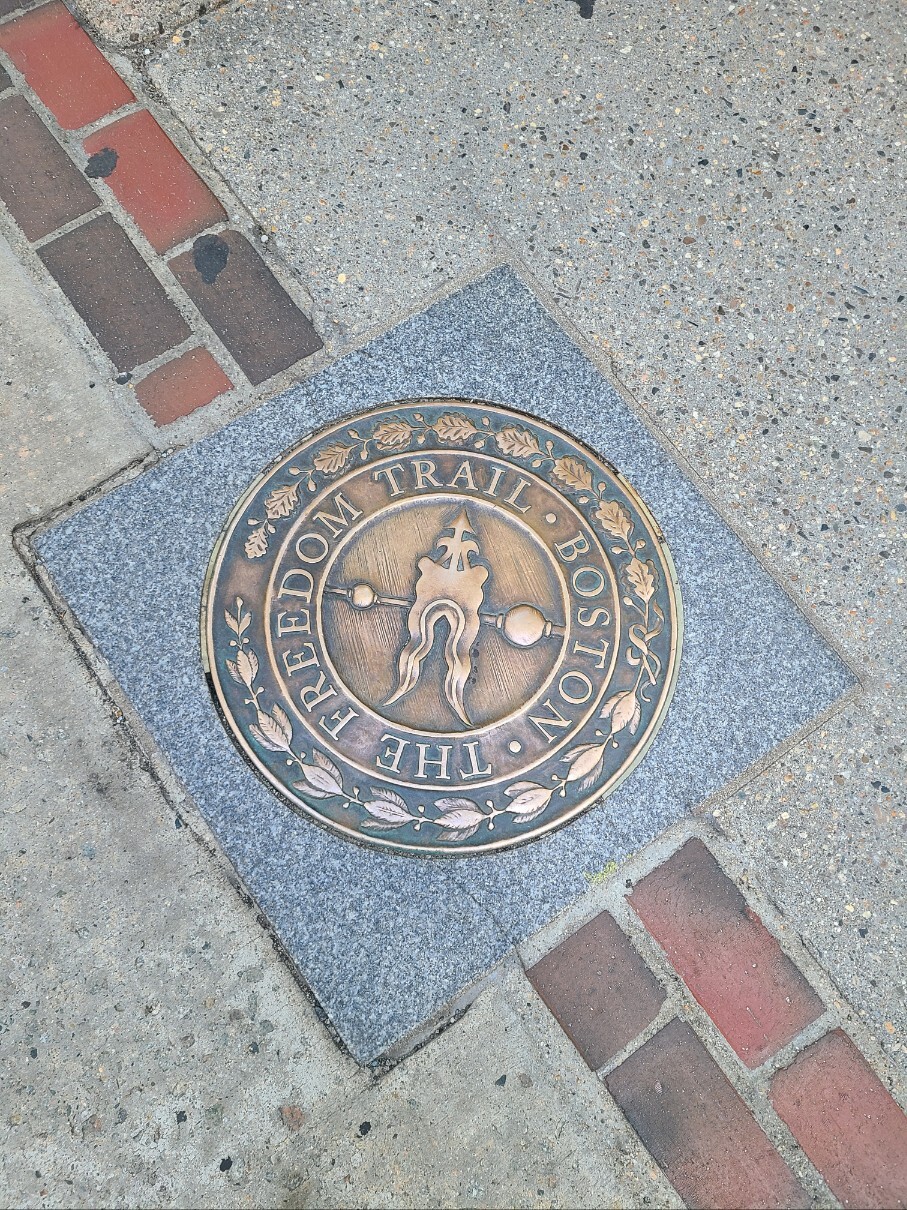 THE FREEDOM TRAIL • BOSTON •